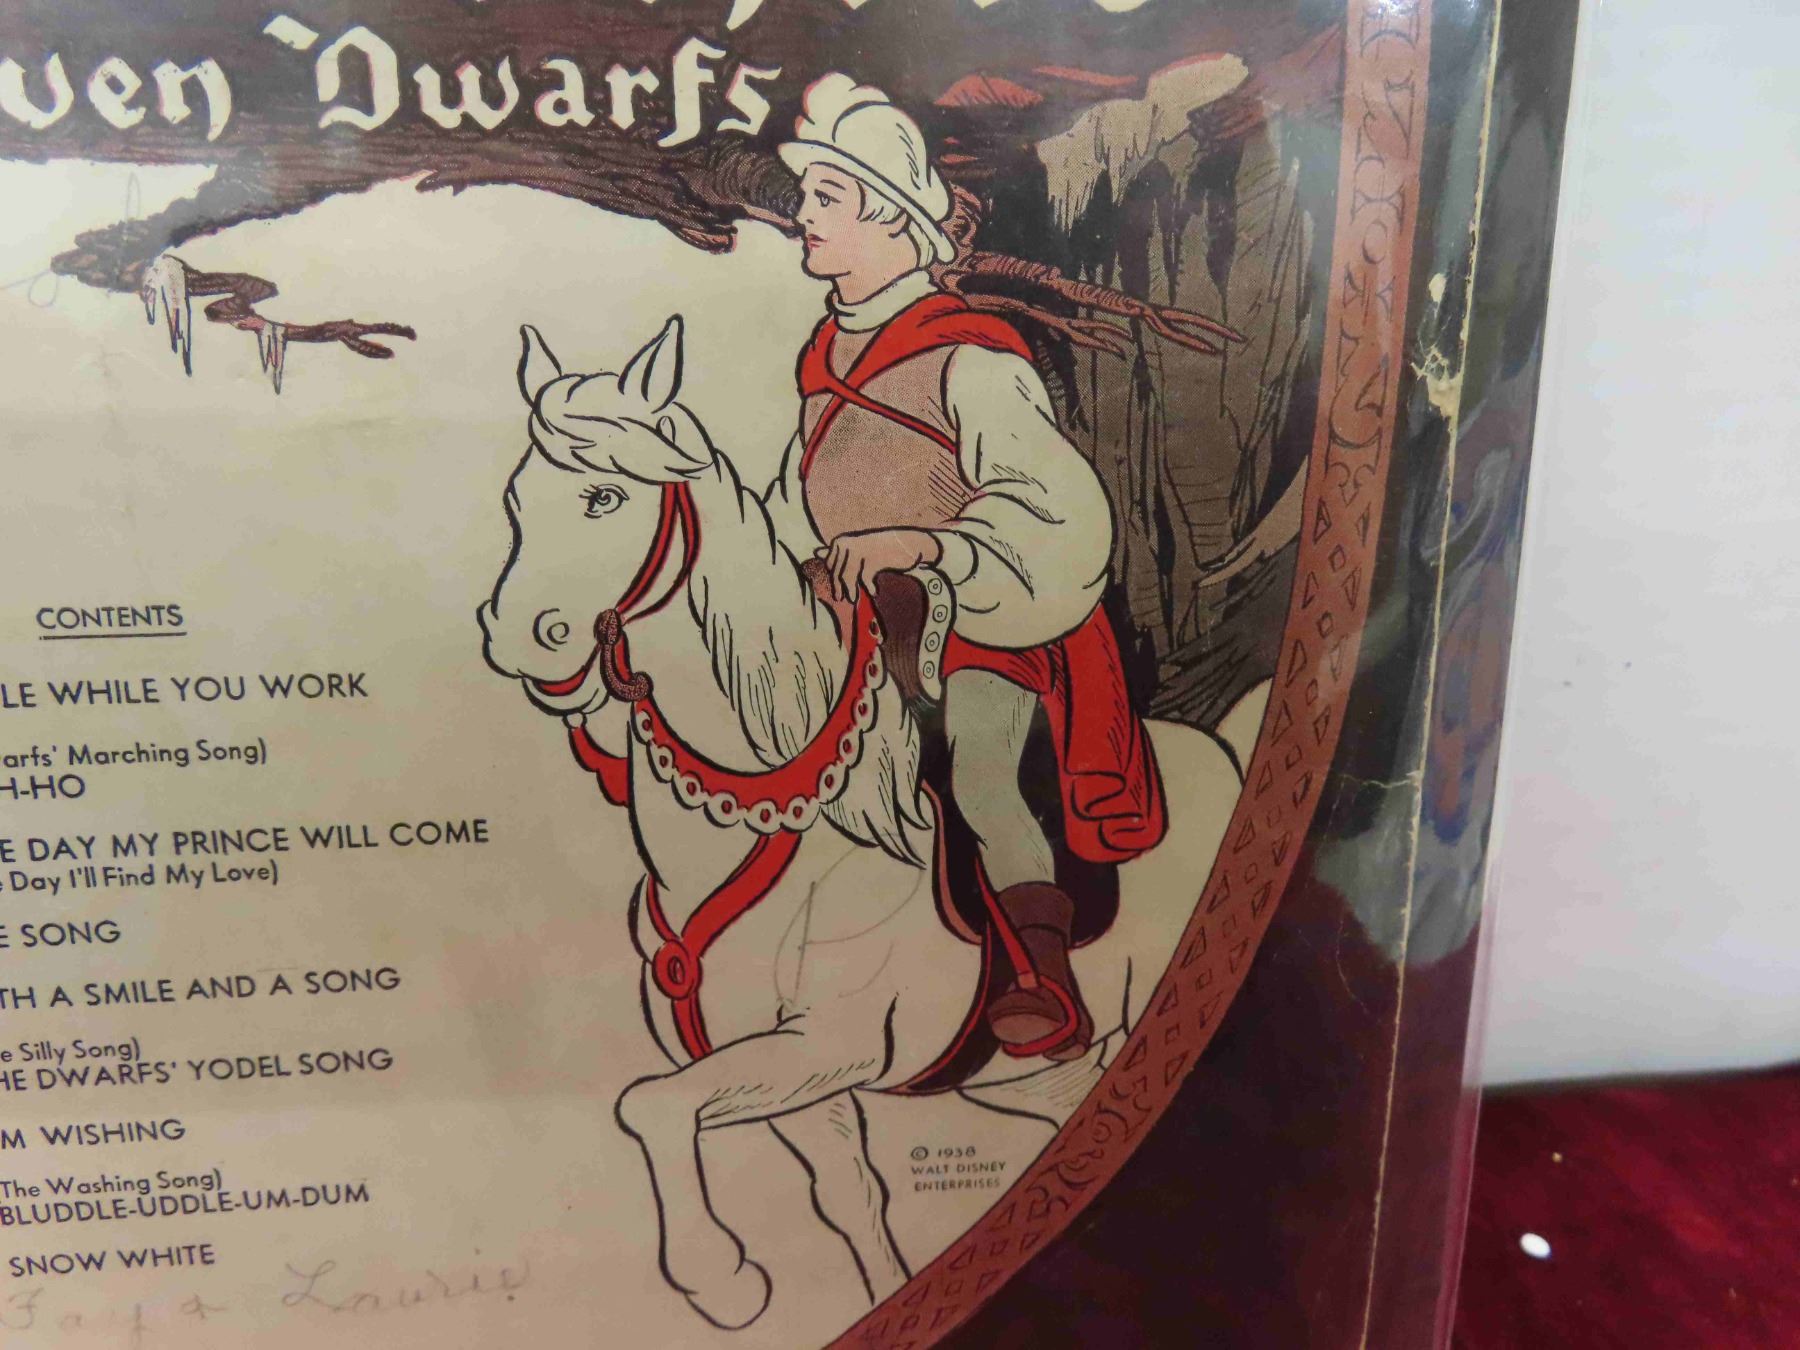 ven Dwarfs
CONTENTS
LE WHILE YOU WORK
arfs' Marching Song)
H-HO
E DAY MY PRINCE WILL COME
e Day I'll Find My Love)
E SONG
TH A SMILE AND A SONG
e Silly Song)
HE DWARFS' YODEL SONG
M WISHING
The Washing Song)
BLUDDLE-UDDLE-UM-DUM
SNOW WHITE
Fay & Laurie
© 1938
WALT DISNEY
ENTERPRISES